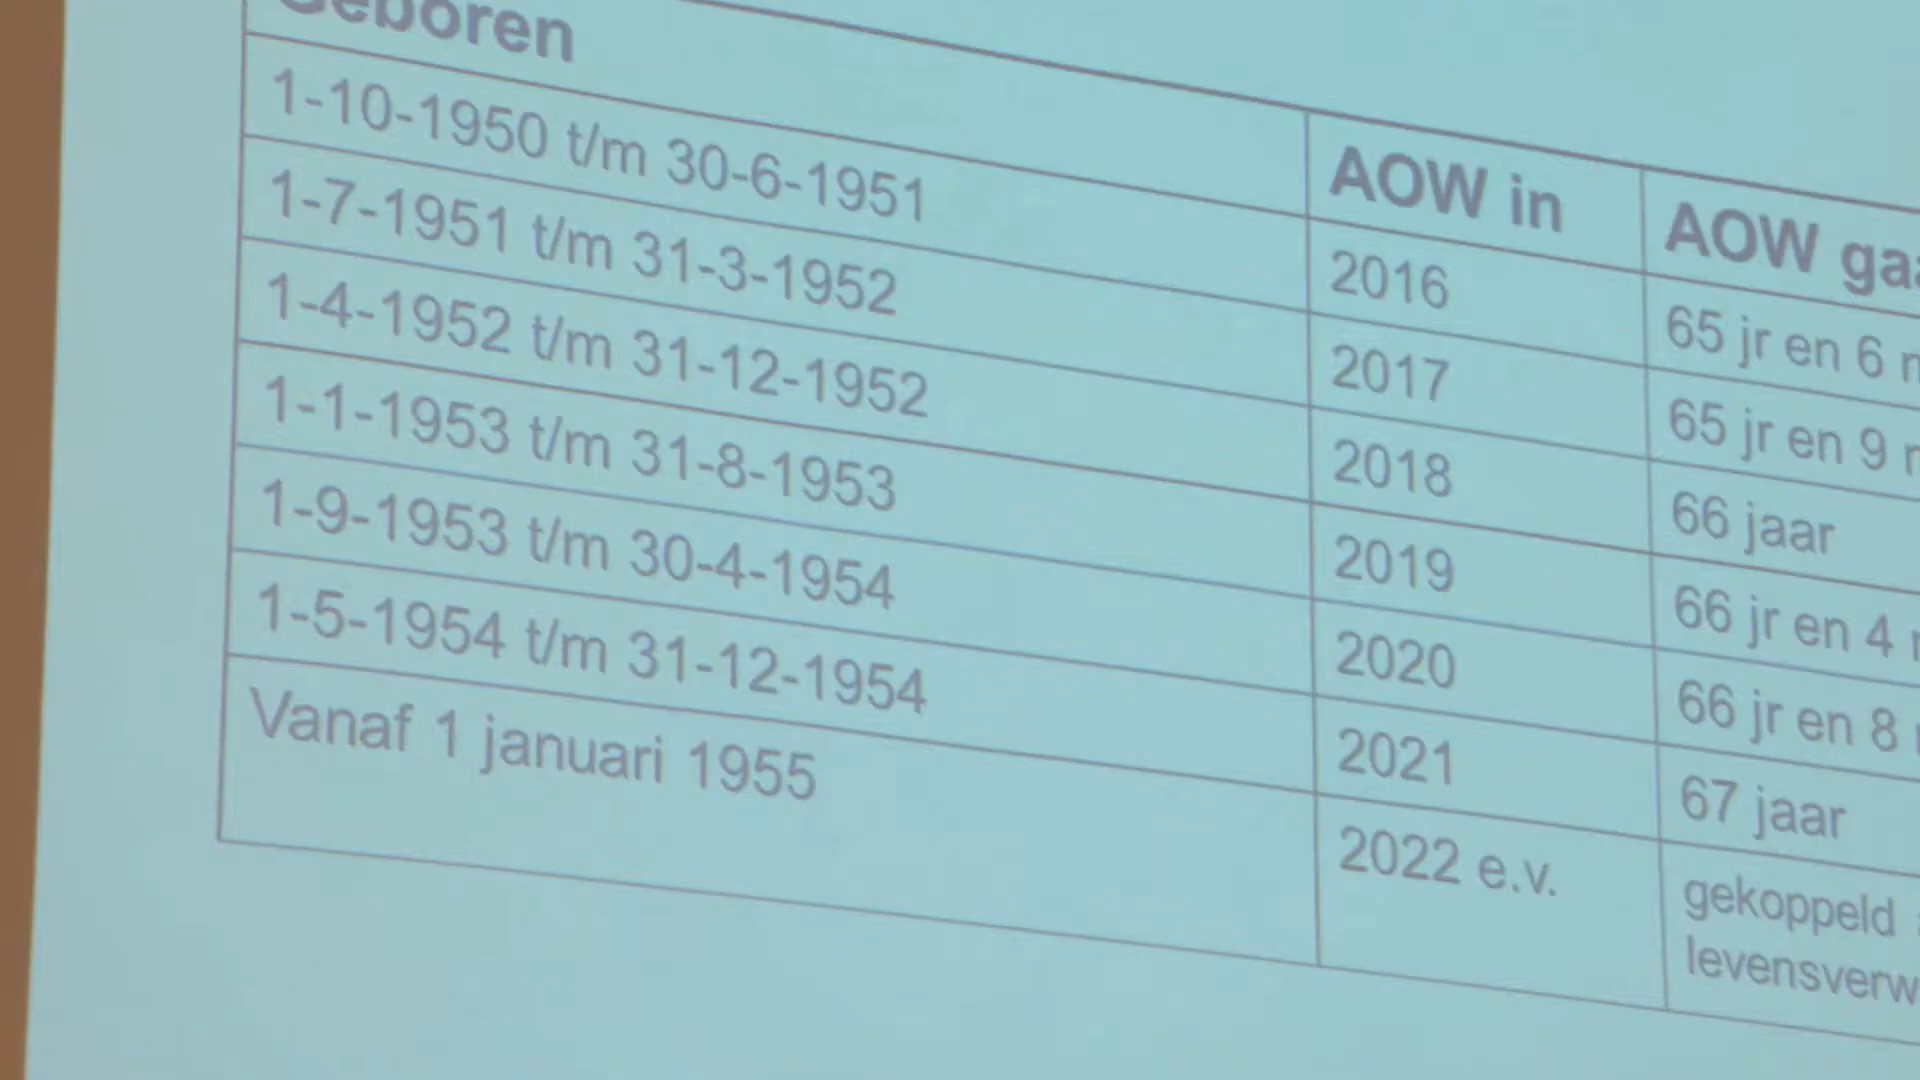 Geboren AOW in AOW
1-10-1950 t/m 30-6-1951 2016 65 jr en 6
1-7-1951 t/m 31-3-1952 2017 65 jr en 9
1-4-1952 t/m 31-12-1952 2018 66 jaar
1-1-1953 t/m 31-8-1953 2019 66 jr en 4
1-9-1953 t/m 30-4-1954 2020 66 jr en 8
1-5-1954 t/m 31-12-1954 2021 67 jaar
Vanaf 1 januari 1955 2022 e.v. gekoppeld
levensverw